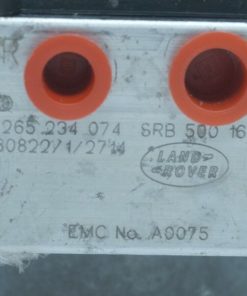 265 234 074 SRB 500 16
30822/1/2714
LAND
ROVER
EMC No. A0075